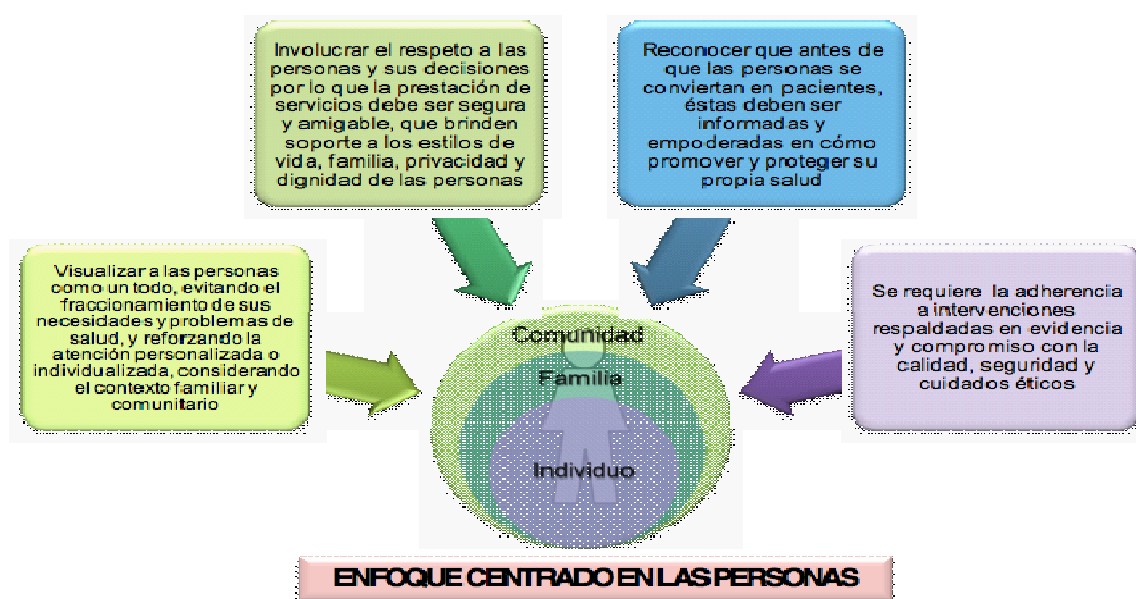 Involucrar el respeto a las
personas y sus decisiones
por lo que la prestación de
servicios debe ser segura
y amigable, que brinden
soporte a los estilos de
vida, familia, privacidad y
dignidad de las personas
Reconocer que antes de
que las personas se
conviertan en pacientes,
éstas deben ser
informadas y
empoderadas en cómo
promover y proteger su
propia salud
Visualizar a las personas
como un todo, evitando el
fraccionamiento de sus
necesidades y problemas de
salud, y reforzando la
atención personalizada o
individualizada, considerando
el contexto familiar y
comunitario
Se requiere la adherencia
a intervenciones
respaldadas en evidencia
y compromiso con la
calidad, seguridad y
cuidados éticos
Comunidad
Familia
Individuo
ENFOQUE CENTRADO EN LAS PERSONAS